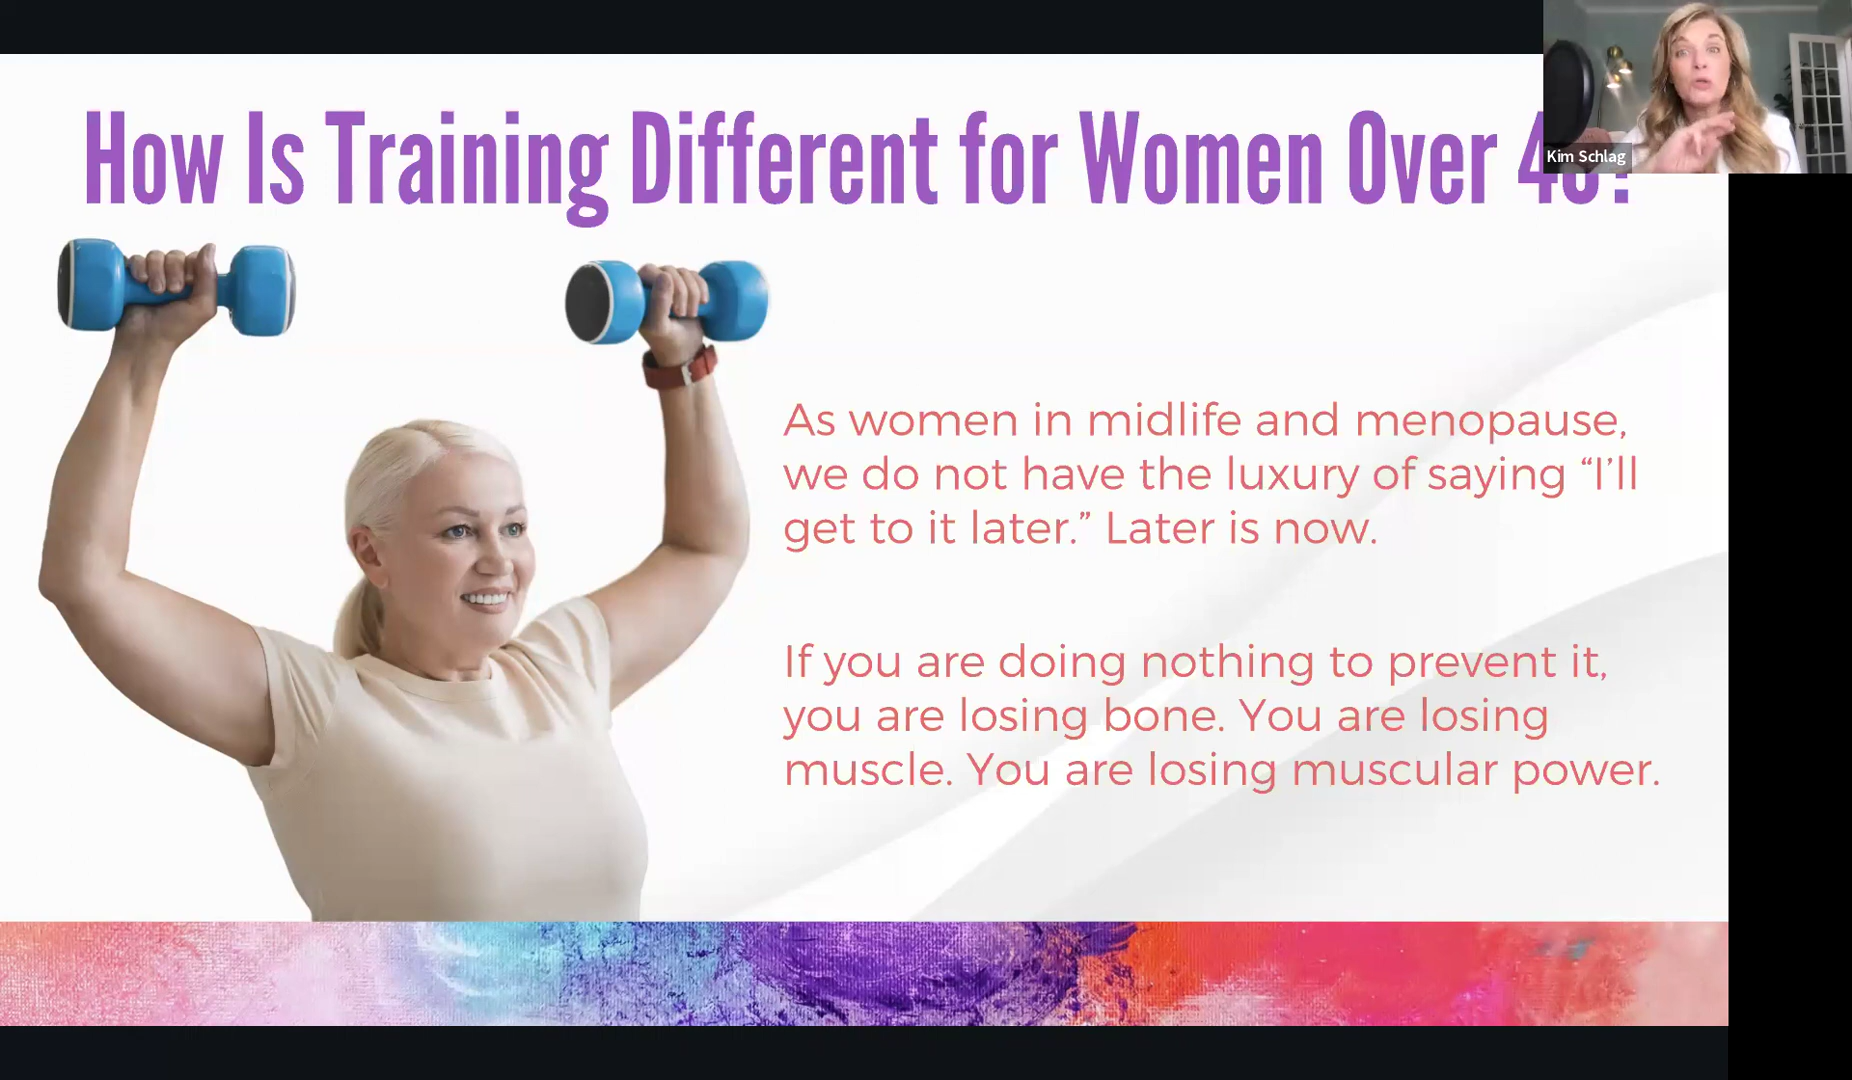 How Is Training Different for Women Over 40?
Kim Schlag
As women in midlife and menopause,
we do not have the luxury of saying “I’ll
get to it later.” Later is now.
If you are doing nothing to prevent it,
you are losing bone. You are losing
muscle. You are losing muscular power.